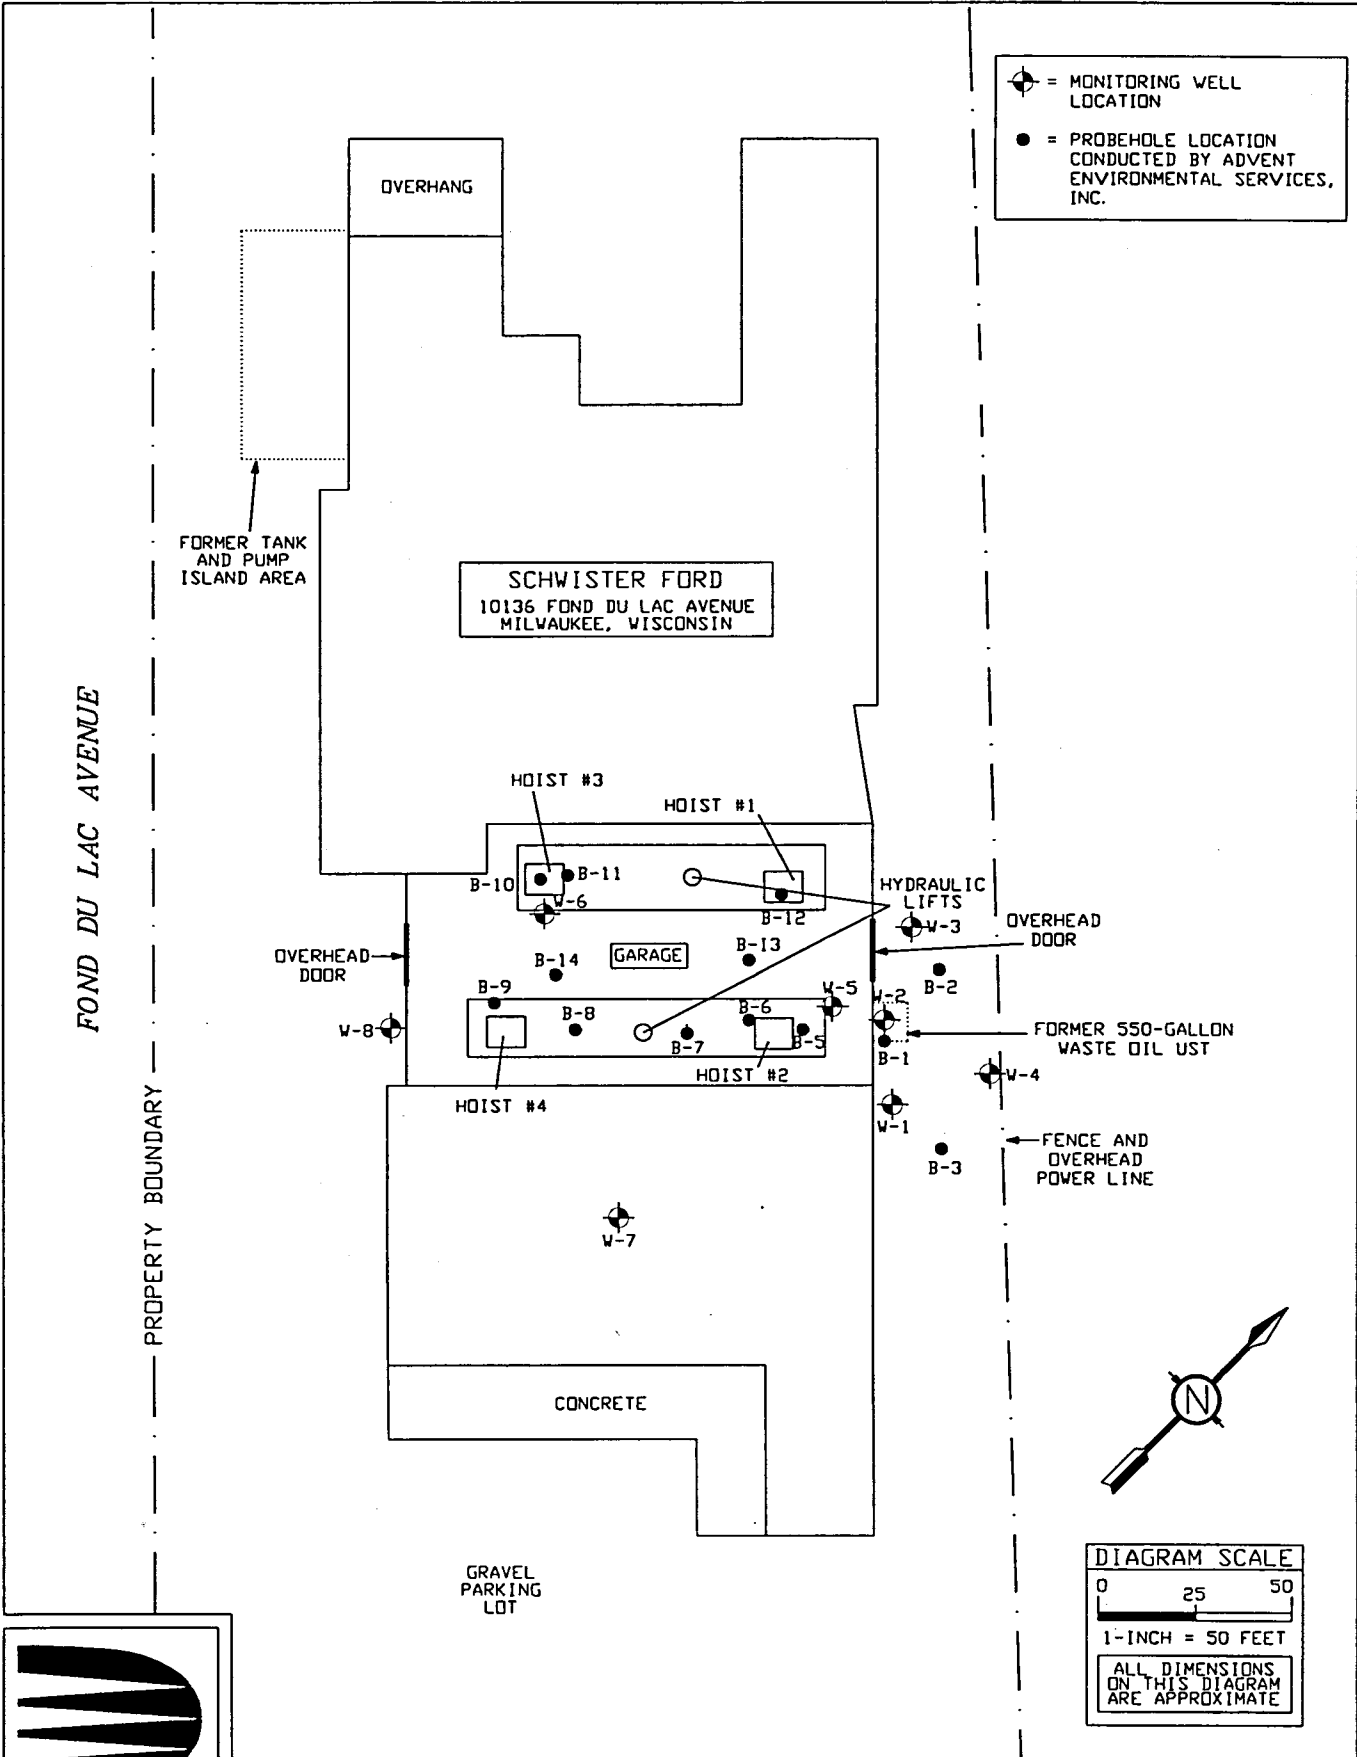 = MONITORING WELL
LOCATION
= PROBEHOLE LOCATION
CONDUCTED BY ADVENT
ENVIRONMENTAL SERVICES,
INC.
OVERHANG
FORMER TANK
AND PUMP
ISLAND AREA
SCHWISTER FORD
10136 FOND DU LAC AVENUE
MILWAUKEE, WISCONSIN
FOND DU LAC AVENUE
HOIST #3
HOIST #1
B-10
B-11
W-6
B-12
HYDRAULIC
LIFTS
W-3
OVERHEAD
DOOR
OVERHEAD
DOOR
GARAGE
B-13
B-14
B-2
B-9
W-5
W-2
B-8
B-6
W-8
B-7
B-5
B-1
FORMER 550-GALLON
WASTE OIL UST
HOIST #2
W-4
HOIST #4
W-1
B-3
FENCE AND
OVERHEAD
POWER LINE
PROPERTY BOUNDARY
W-7
CONCRETE
N
GRAVEL
PARKING
LOT
DIAGRAM SCALE
0 25 50
1-INCH = 50 FEET
ALL DIMENSIONS
ON THIS DIAGRAM
ARE APPROXIMATE